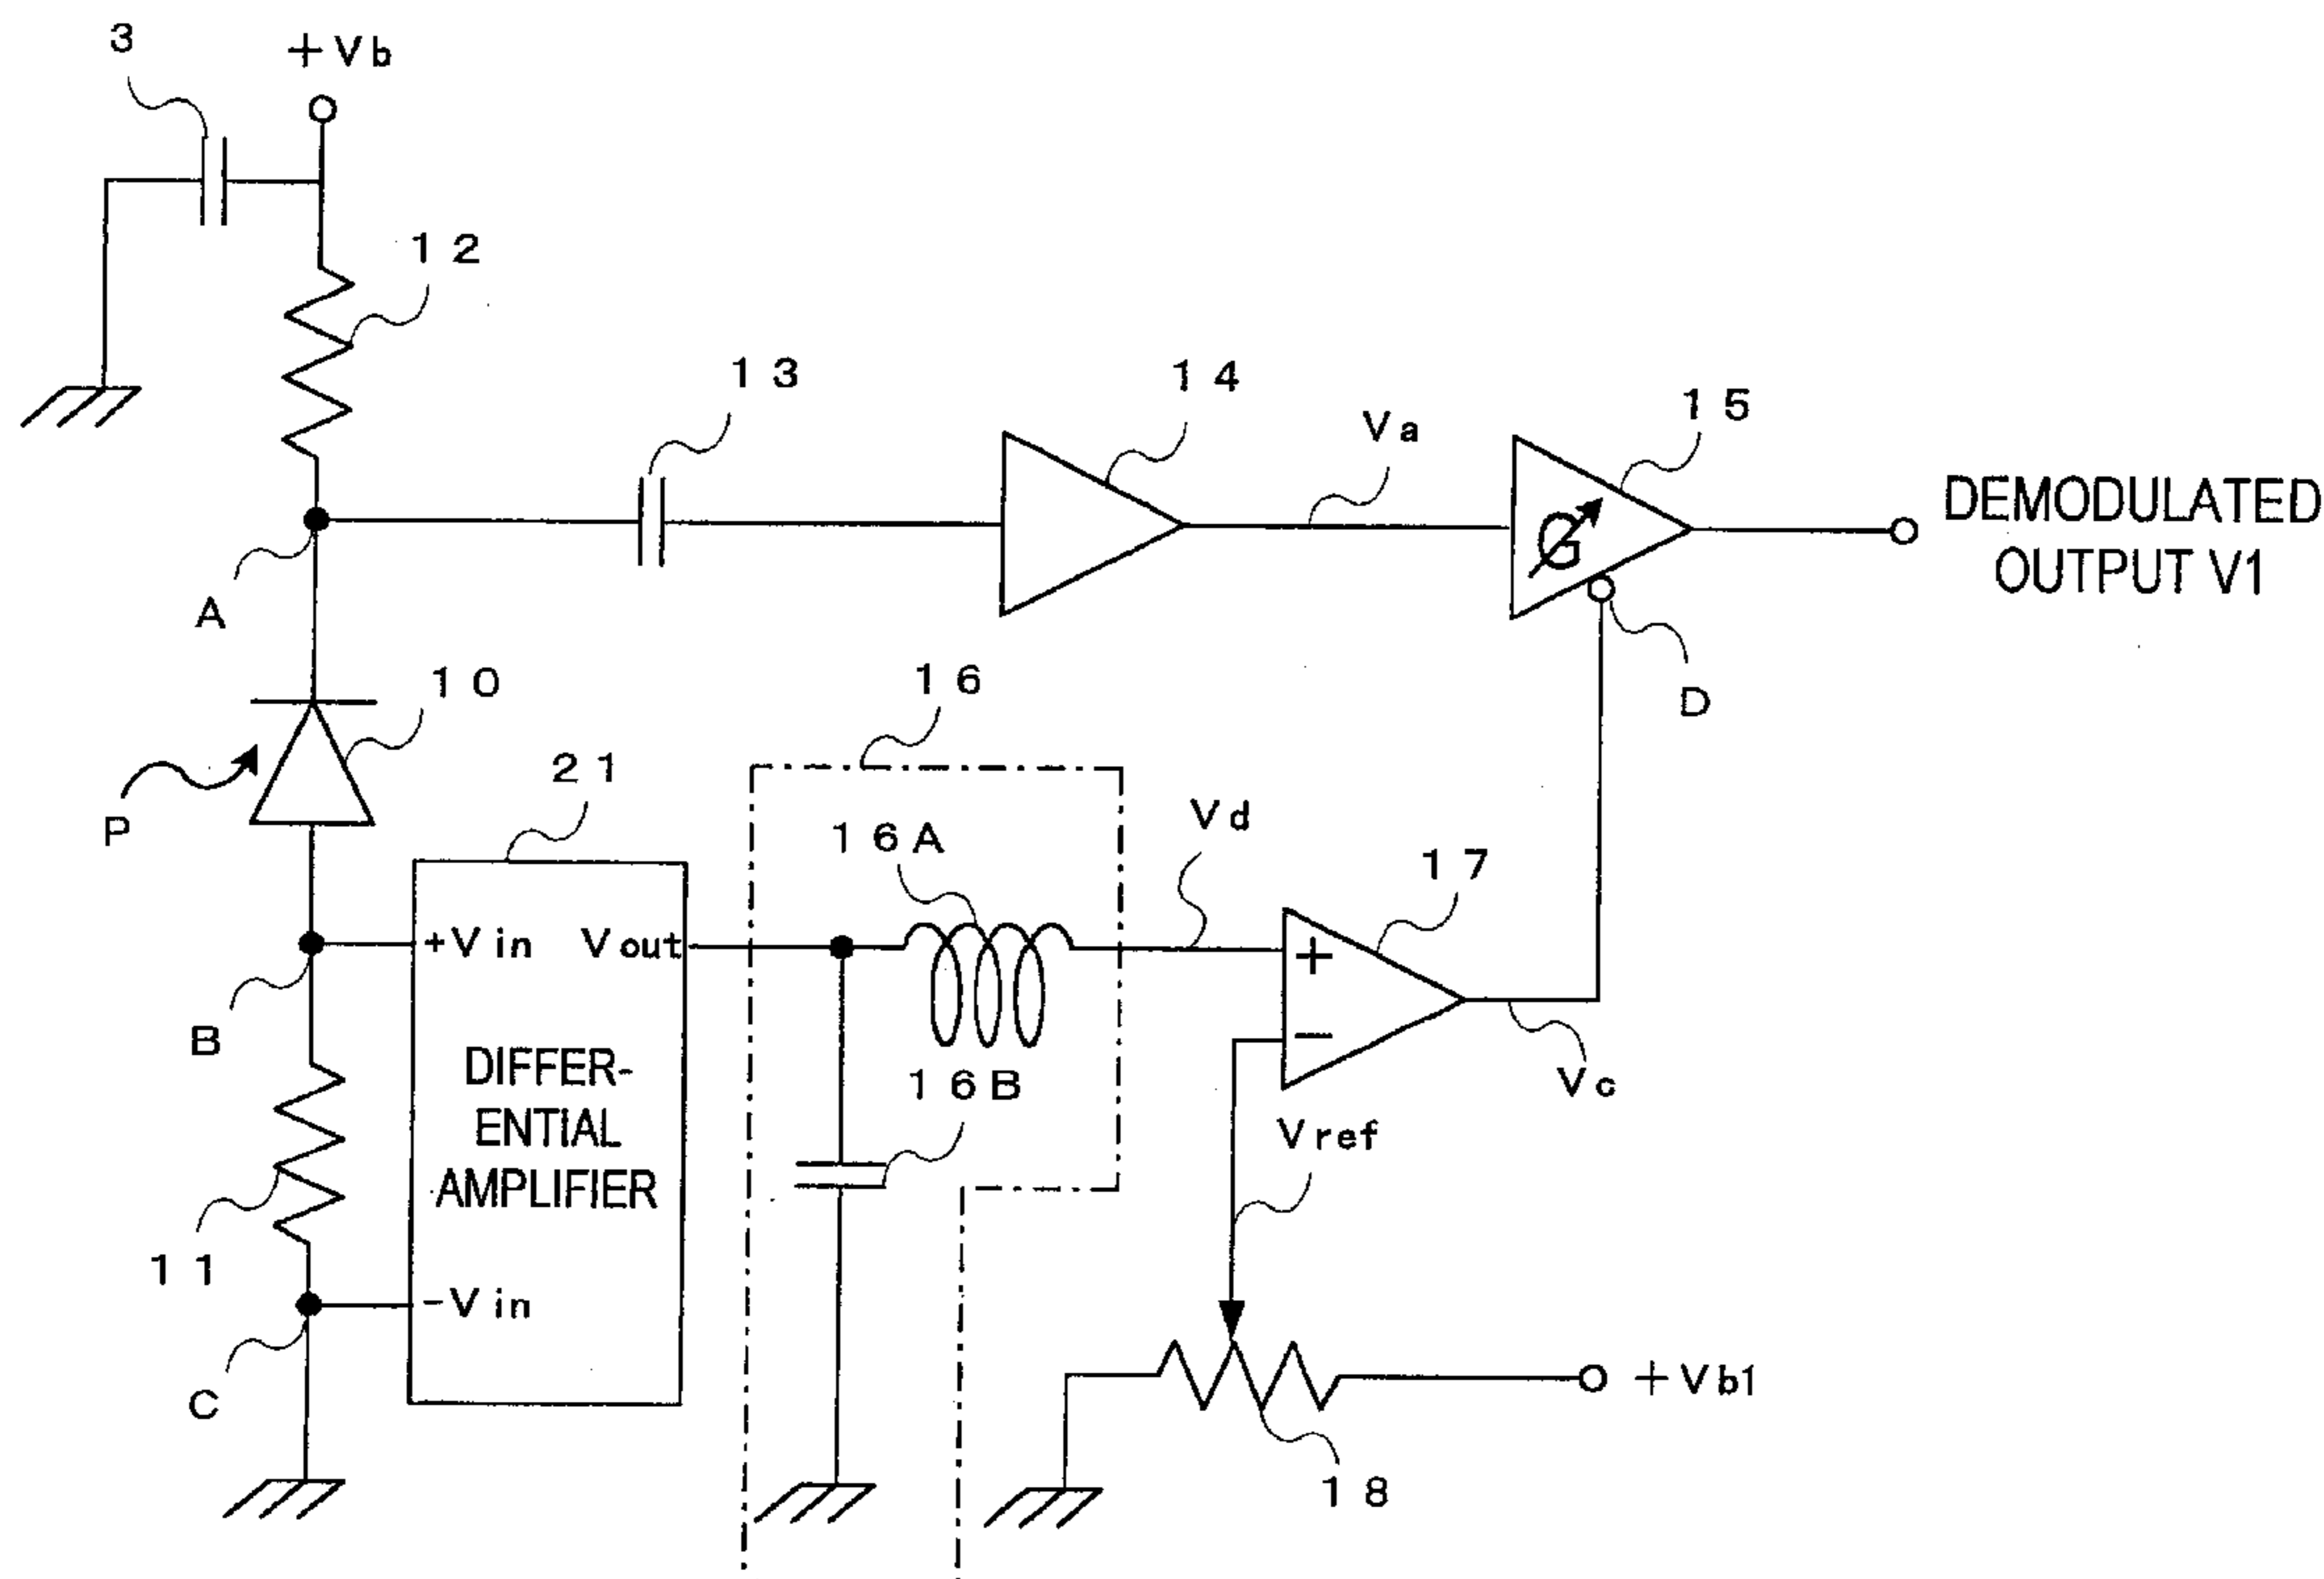 3
+Vb
12
13
14
Va
15
G
DEMODULATED
OUTPUT V1
A
D
10
16
P
21
16A
Vd
17
+Vin
Vout
+
B
−
DIFFER-
ENTIAL
AMPLIFIER
16B
Vc
Vref
11
−Vin
C
+Vb1
18